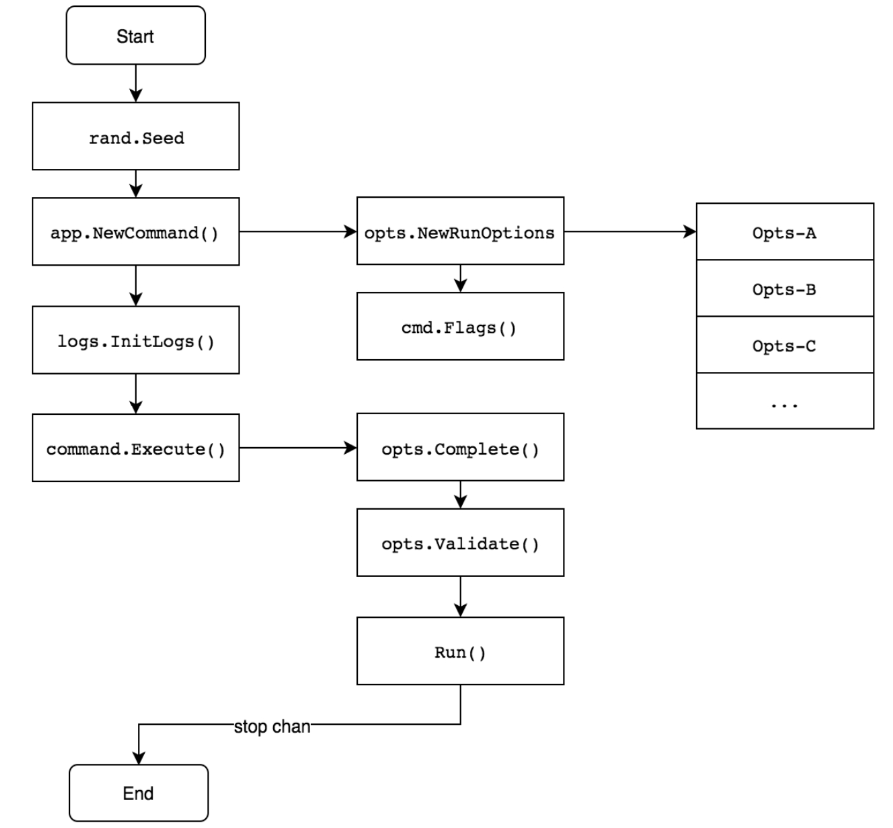 Start
rand.Seed
app.NewCommand()
opts.NewRunOptions
Opts-A
Opts-B
Opts-C
...
cmd.Flags()
logs.InitLogs()
command.Execute()
opts.Complete()
opts.Validate()
Run()
stop chan
End